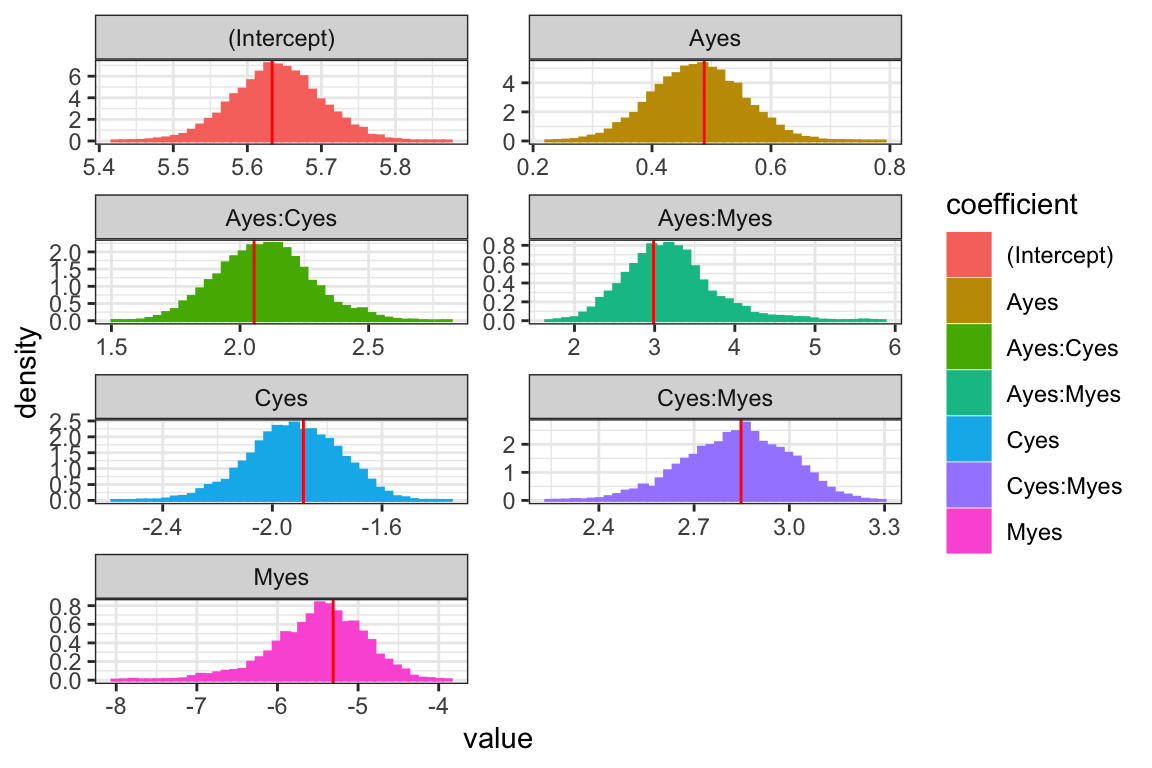 (Intercept)
6
4
2
0
5.4 5.5 5.6 5.7 5.8
Ayes
4
2
0
0.2 0.4 0.6 0.8
Ayes:Cyes
2.0
1.5
1.0
0.5
0.0
1.5 2.0 2.5
Ayes:Myes
0.8
0.6
0.4
0.2
0.0
2 3 4 5 6
Cyes
2.5
2.0
1.5
1.0
0.5
0.0
-2.4 -2.0 -1.6
Cyes:Myes
2
1
0
2.4 2.7 3.0 3.3
Myes
0.8
0.6
0.4
0.2
0.0
-8 -7 -6 -5 -4
density
value
coefficient
(Intercept)
Ayes
Ayes:Cyes
Ayes:Myes
Cyes
Cyes:Myes
Myes